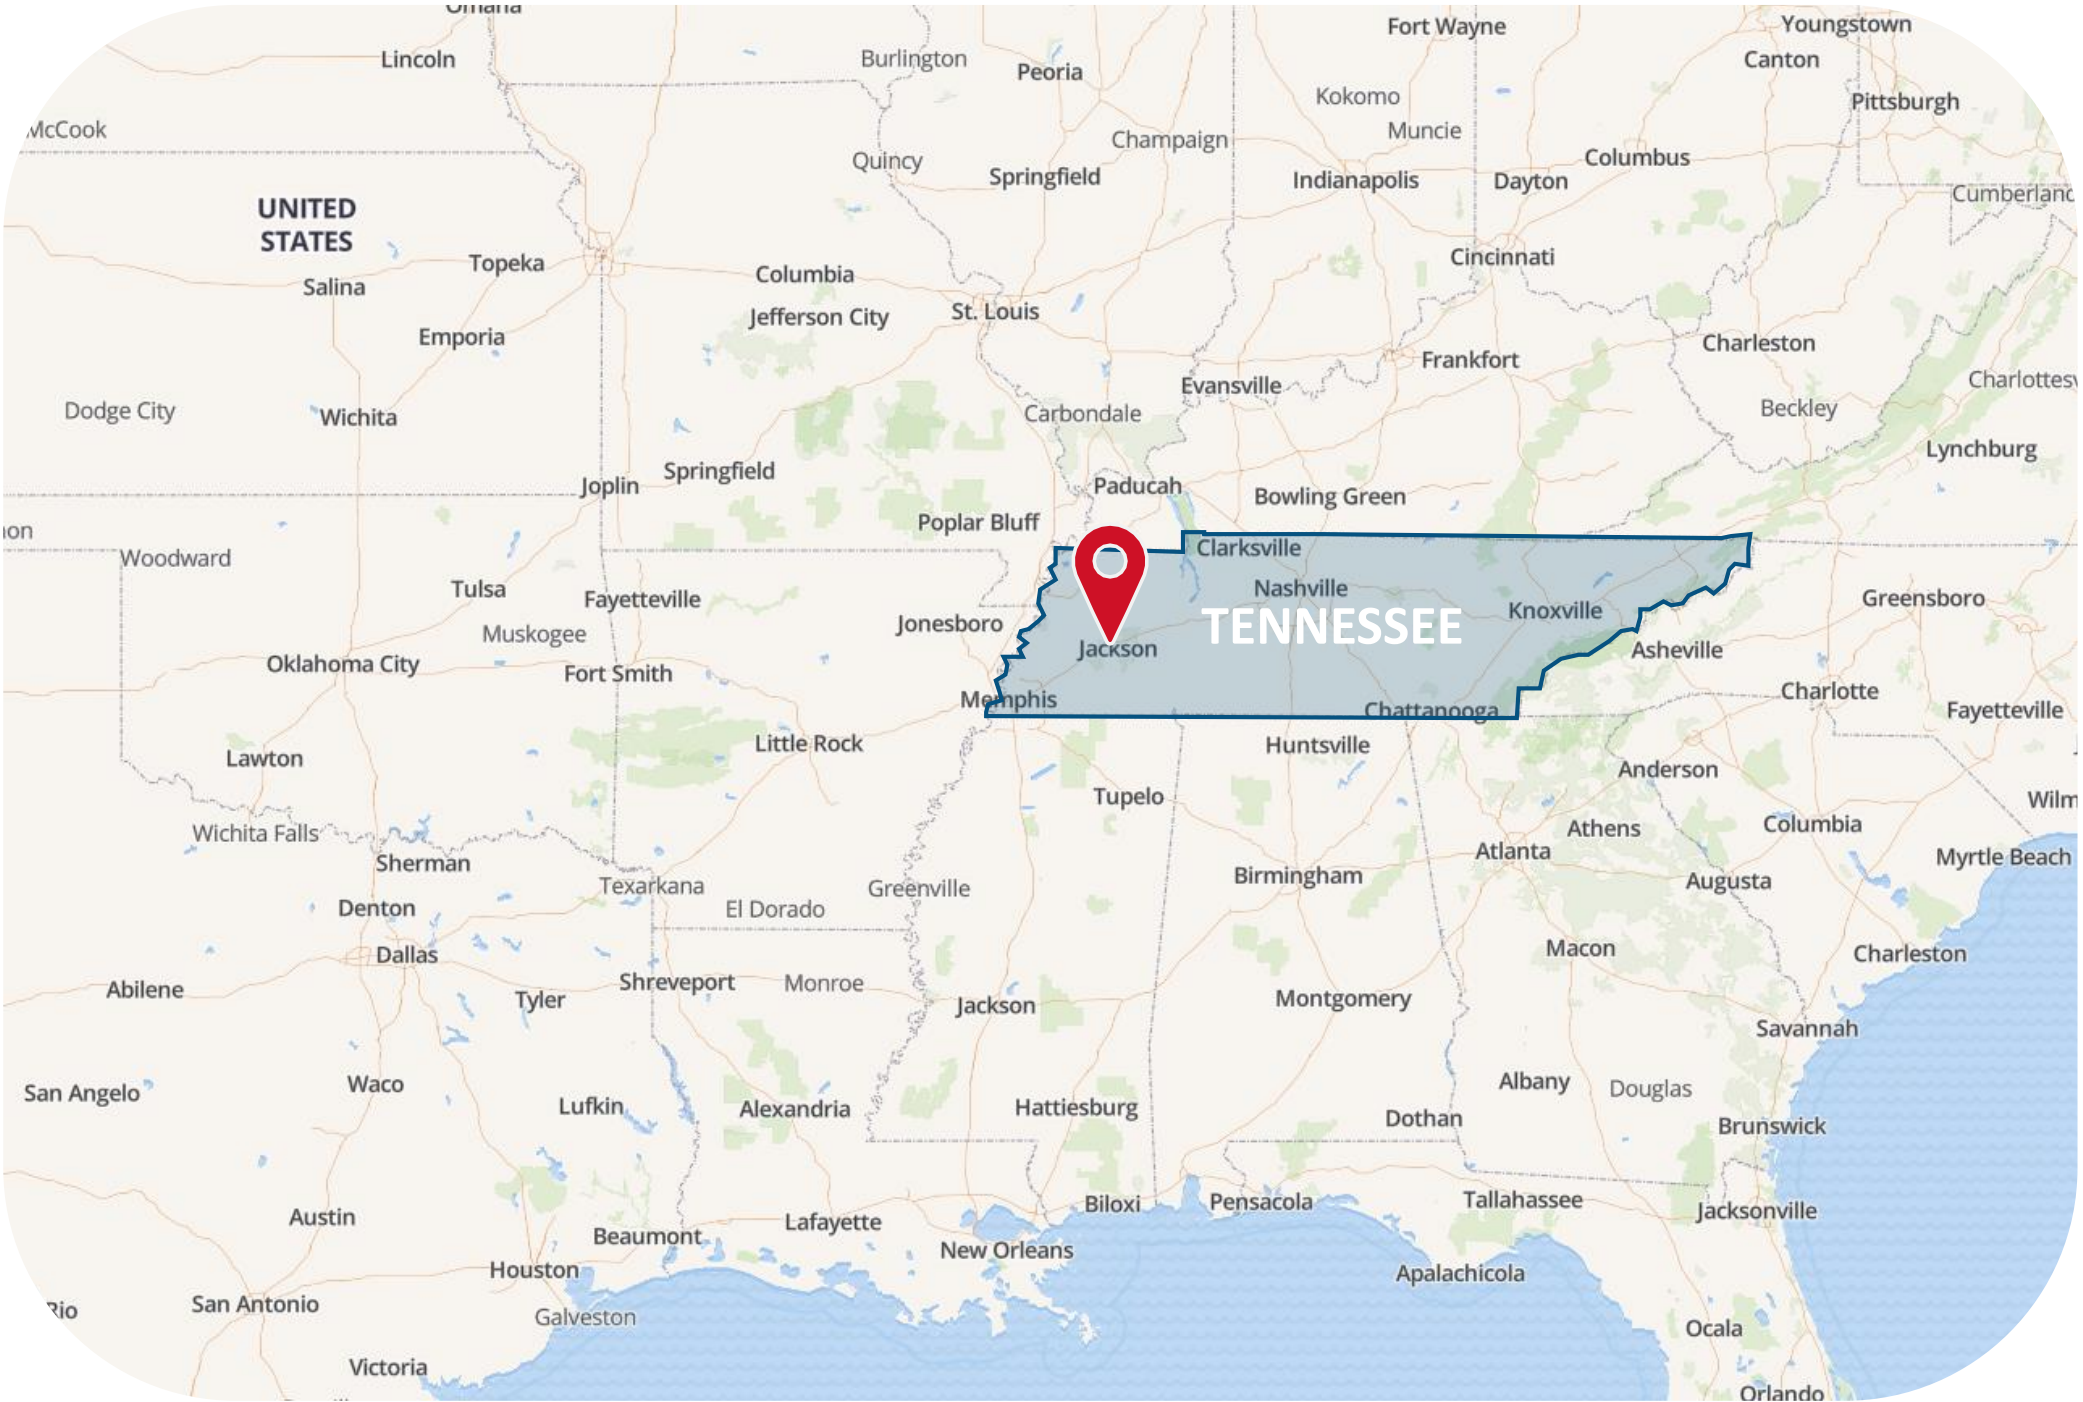 Omaha
Lincoln
Burlington
Peoria
Fort Wayne
Youngstown
Canton
Kokomo
Pittsburgh
McCook
Muncie
Champaign
Quincy
Columbus
Springfield
Indianapolis
Dayton
Cumberland
UNITED
STATES
Cincinnati
Topeka
Columbia
Salina
St. Louis
Jefferson City
Emporia
Charleston
Frankfort
Evansville
Charlottesv
Dodge City
Wichita
Carbondale
Beckley
Lynchburg
Springfield
Joplin
Paducah
Bowling Green
Poplar Bluff
non
Woodward
Clarksville
Tulsa
Nashville
Fayetteville
Greensboro
Knoxville
Jonesboro
TENNESSEE
Muskogee
Jackson
Asheville
Oklahoma City
Fort Smith
Memphis
Charlotte
Chattanooga
Fayetteville
Little Rock
Huntsville
Lawton
Anderson
Tupelo
Wilm
Columbia
Athens
Wichita Falls
Atlanta
Myrtle Beach
Sherman
Birmingham
Augusta
Texarkana
Greenville
El Dorado
Denton
Macon
Charleston
Dallas
Shreveport
Monroe
Abilene
Tyler
Jackson
Montgomery
Savannah
Albany
Waco
Douglas
San Angelo
Lufkin
Alexandria
Hattiesburg
Dothan
Brunswick
Tallahassee
Biloxi
Pensacola
Jacksonville
Austin
Lafayette
Beaumont
New Orleans
Houston
Apalachicola
San Antonio
Rio
Galveston
Ocala
Victoria
Orlando